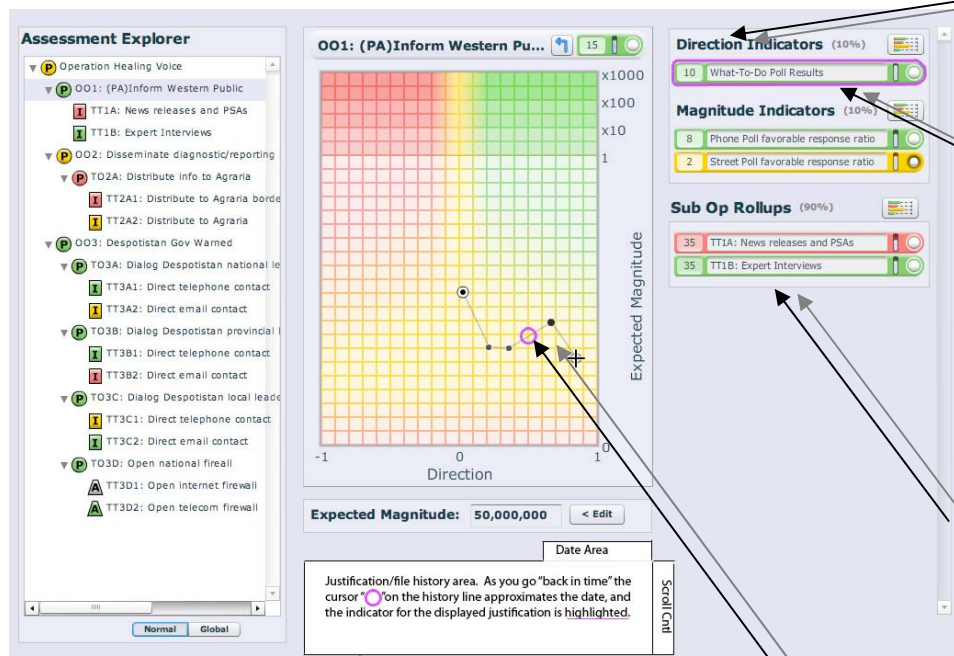 Assessment Explorer
Operation Healing Voice
P
OO1: (PA)Inform Western Public
P
TT1A: News releases and PSAs
I
TT1B: Expert Interviews
I
OO2: Disseminate diagnostic/reporting
P
TO2A: Distribute info to Agraria
P
TT2A1: Distribute to Agraria borde
I
TT2A2: Distribute to Agraria
I
OO3: Despotistan Gov Warned
P
TO3A: Dialog Despotistan national le
P
TT3A1: Direct telephone contact
I
TT3A2: Direct email contact
I
TO3B: Dialog Despotistan provincial l
P
TT3B1: Direct telephone contact
I
TT3B2: Direct email contact
I
TO3C: Dialog Despotistan local leade
P
TT3C1: Direct telephone contact
I
TT3C2: Direct email contact
I
TO3D: Open national fireall
P
TT3D1: Open internet firewall
A
TT3D2: Open telecom firewall
A
Normal Global
OO1: (PA)Inform Western Pu... 15
x1000
x100
x10
1
Expected Magnitude
0
-1 0 1
Direction
Expected Magnitude: 50,000,000 < Edit
Date Area
Justification/file history area. As you go "back in time" the
cursor " "on the history line approximates the date, and
the indicator for the displayed justification is highlighted.
Scroll Cntl
Direction Indicators (10%)
10 What-To-Do Poll Results
Magnitude Indicators (10%)
8 Phone Poll favorable response ratio
2 Street Poll favorable response ratio
Sub Op Rollups (90%)
35 TT1A: News releases and PSAs
35 TT1B: Expert Interviews